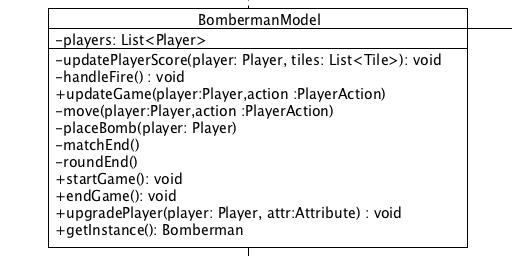 BombermanModel
-players: List<Player>
-updatePlayerScore(player: Player, tiles: List<Tile>): void
-handleFire() : void
+updateGame(player:Player,action :PlayerAction)
-move(player:Player,action :PlayerAction)
-placeBomb(player: Player)
-matchEnd()
-roundEnd()
+startGame(): void
+endGame(): void
+upgradePlayer(player: Player, attr:Attribute) : void
+getInstance(): Bomberman